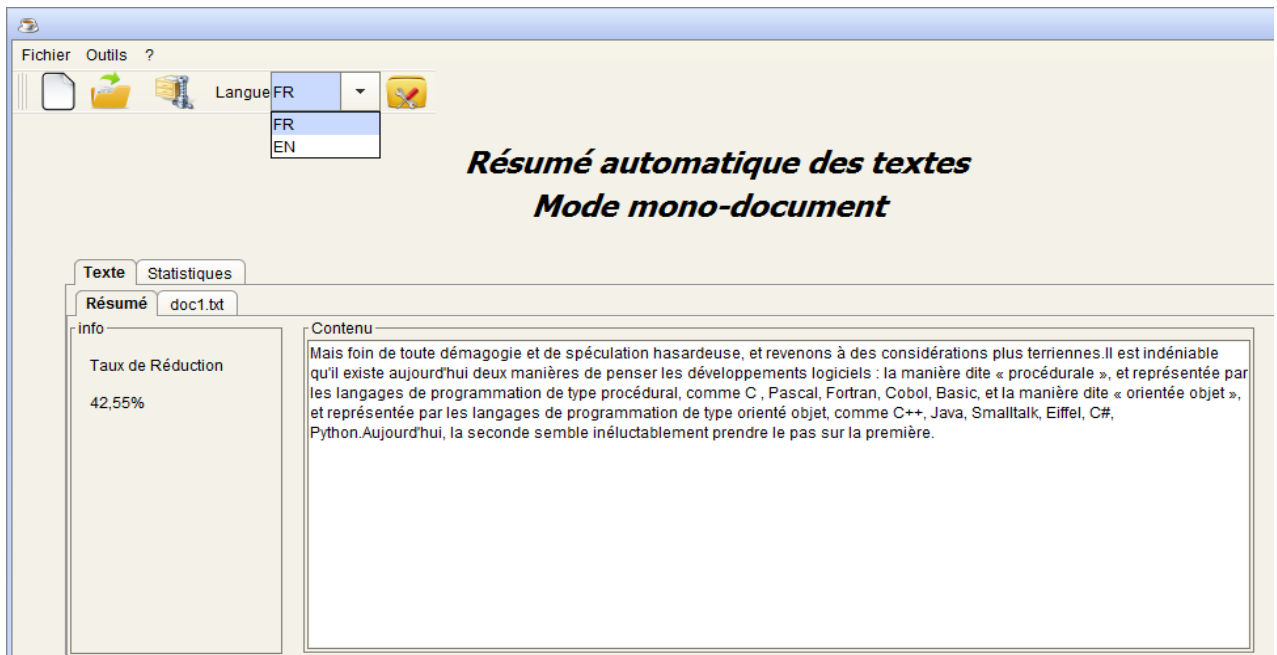 Fichier Outils ?
Langue FR
FR
EN
Résumé automatique des textes
Mode mono-document
Texte Statistiques
Résumé doc1.txt
info
Taux de Réduction
42,55%
Contenu
Mais foin de toute démagogie et de spéculation hasardeuse, et revenons à des considérations plus terriennes.Il est indéniable
qu'il existe aujourd'hui deux manières de penser les développements logiciels : la manière dite « procédurale », et représentée par
les langages de programmation de type procédural, comme C , Pascal, Fortran, Cobol, Basic, et la manière dite « orientée objet »,
et représentée par les langages de programmation de type orienté objet, comme C++, Java, Smalltalk, Eiffel, C#,
Python.Aujourd'hui, la seconde semble inéluctablement prendre le pas sur la première.